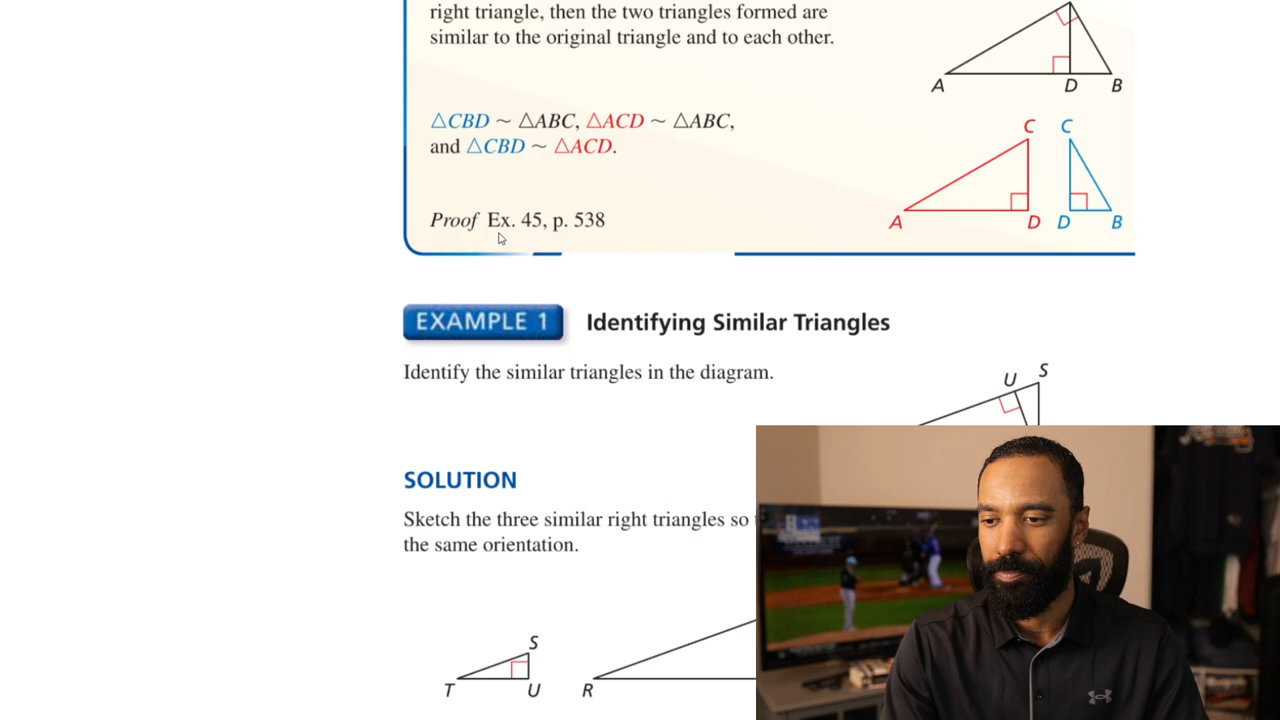 right triangle, then the two triangles formed are
similar to the original triangle and to each other.
A D B
△CBD ~ △ABC, △ACD ~ △ABC,
and △CBD ~ △ACD.
C C
A D D B
Proof Ex. 45, p. 538
EXAMPLE 1 Identifying Similar Triangles
Identify the similar triangles in the diagram.
U S
SOLUTION
Sketch the three similar right triangles so
the same orientation.
S
T U R